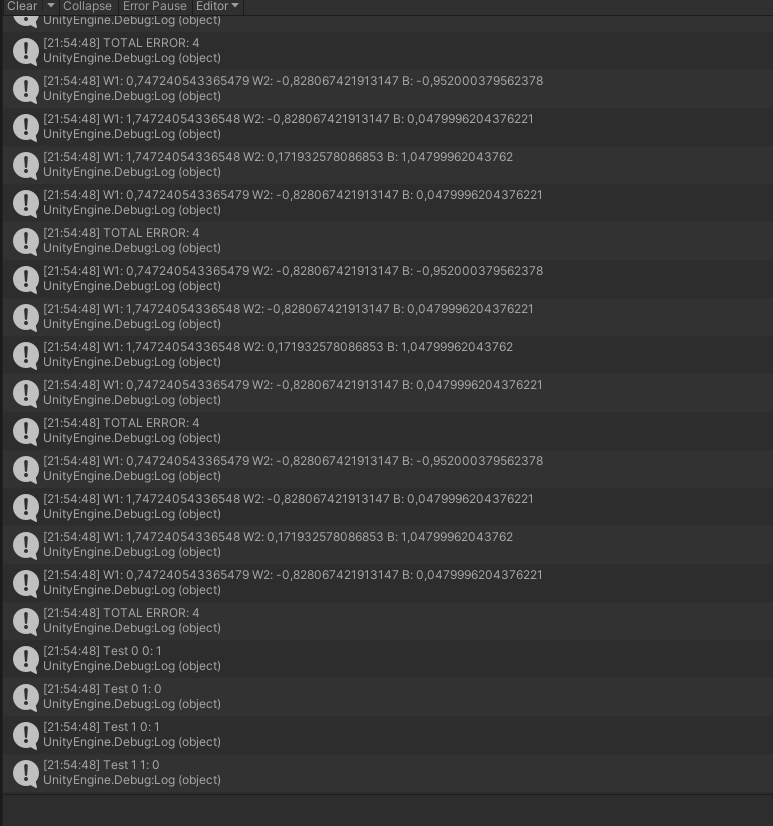 Clear
Collapse
Error Pause
Editor
UnityEngine.Debug:Log (object)
[21:54:48] TOTAL ERROR: 4
UnityEngine.Debug:Log (object)
[21:54:48] W1: 0,747240543365479 W2: -0,828067421913147 B: -0,952000379562378
UnityEngine.Debug:Log (object)
[21:54:48] W1: 1,74724054336548 W2: -0,828067421913147 B: 0,0479996204376221
UnityEngine.Debug:Log (object)
[21:54:48] W1: 1,74724054336548 W2: 0,171932578086853 B: 1,04799962043762
UnityEngine.Debug:Log (object)
[21:54:48] W1: 0,747240543365479 W2: -0,828067421913147 B: 0,0479996204376221
UnityEngine.Debug:Log (object)
[21:54:48] TOTAL ERROR: 4
UnityEngine.Debug:Log (object)
[21:54:48] W1: 0,747240543365479 W2: -0,828067421913147 B: -0,952000379562378
UnityEngine.Debug:Log (object)
[21:54:48] W1: 1,74724054336548 W2: -0,828067421913147 B: 0,0479996204376221
UnityEngine.Debug:Log (object)
[21:54:48] W1: 1,74724054336548 W2: 0,171932578086853 B: 1,04799962043762
UnityEngine.Debug:Log (object)
[21:54:48] W1: 0,747240543365479 W2: -0,828067421913147 B: 0,0479996204376221
UnityEngine.Debug:Log (object)
[21:54:48] TOTAL ERROR: 4
UnityEngine.Debug:Log (object)
[21:54:48] W1: 0,747240543365479 W2: -0,828067421913147 B: -0,952000379562378
UnityEngine.Debug:Log (object)
[21:54:48] W1: 1,74724054336548 W2: -0,828067421913147 B: 0,0479996204376221
UnityEngine.Debug:Log (object)
[21:54:48] W1: 1,74724054336548 W2: 0,171932578086853 B: 1,04799962043762
UnityEngine.Debug:Log (object)
[21:54:48] W1: 0,747240543365479 W2: -0,828067421913147 B: 0,0479996204376221
UnityEngine.Debug:Log (object)
[21:54:48] TOTAL ERROR: 4
UnityEngine.Debug:Log (object)
[21:54:48] Test 0 0: 1
UnityEngine.Debug:Log (object)
[21:54:48] Test 0 1: 0
UnityEngine.Debug:Log (object)
[21:54:48] Test 1 0: 1
UnityEngine.Debug:Log (object)
[21:54:48] Test 1 1: 0
UnityEngine.Debug:Log (object)